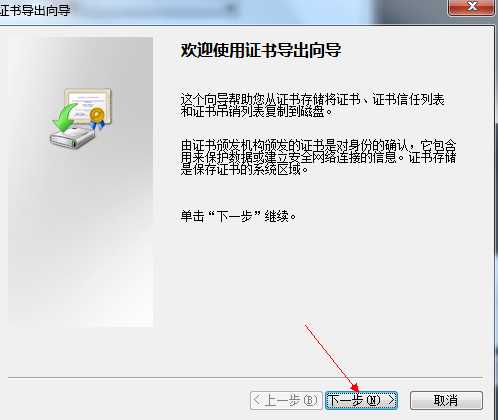 证书导出向导
欢迎使用证书导出向导
这个向导帮助您从证书存储将证书、证书信任列表
和证书吊销列表复制到磁盘。
由证书颁发机构颁发的证书是对身份的确认，它包含
用来保护数据或建立安全网络连接的信息。证书存储
是保存证书的系统区域。
单击“下一步”继续。
< 上一步(B) 下一步(N) > 取消